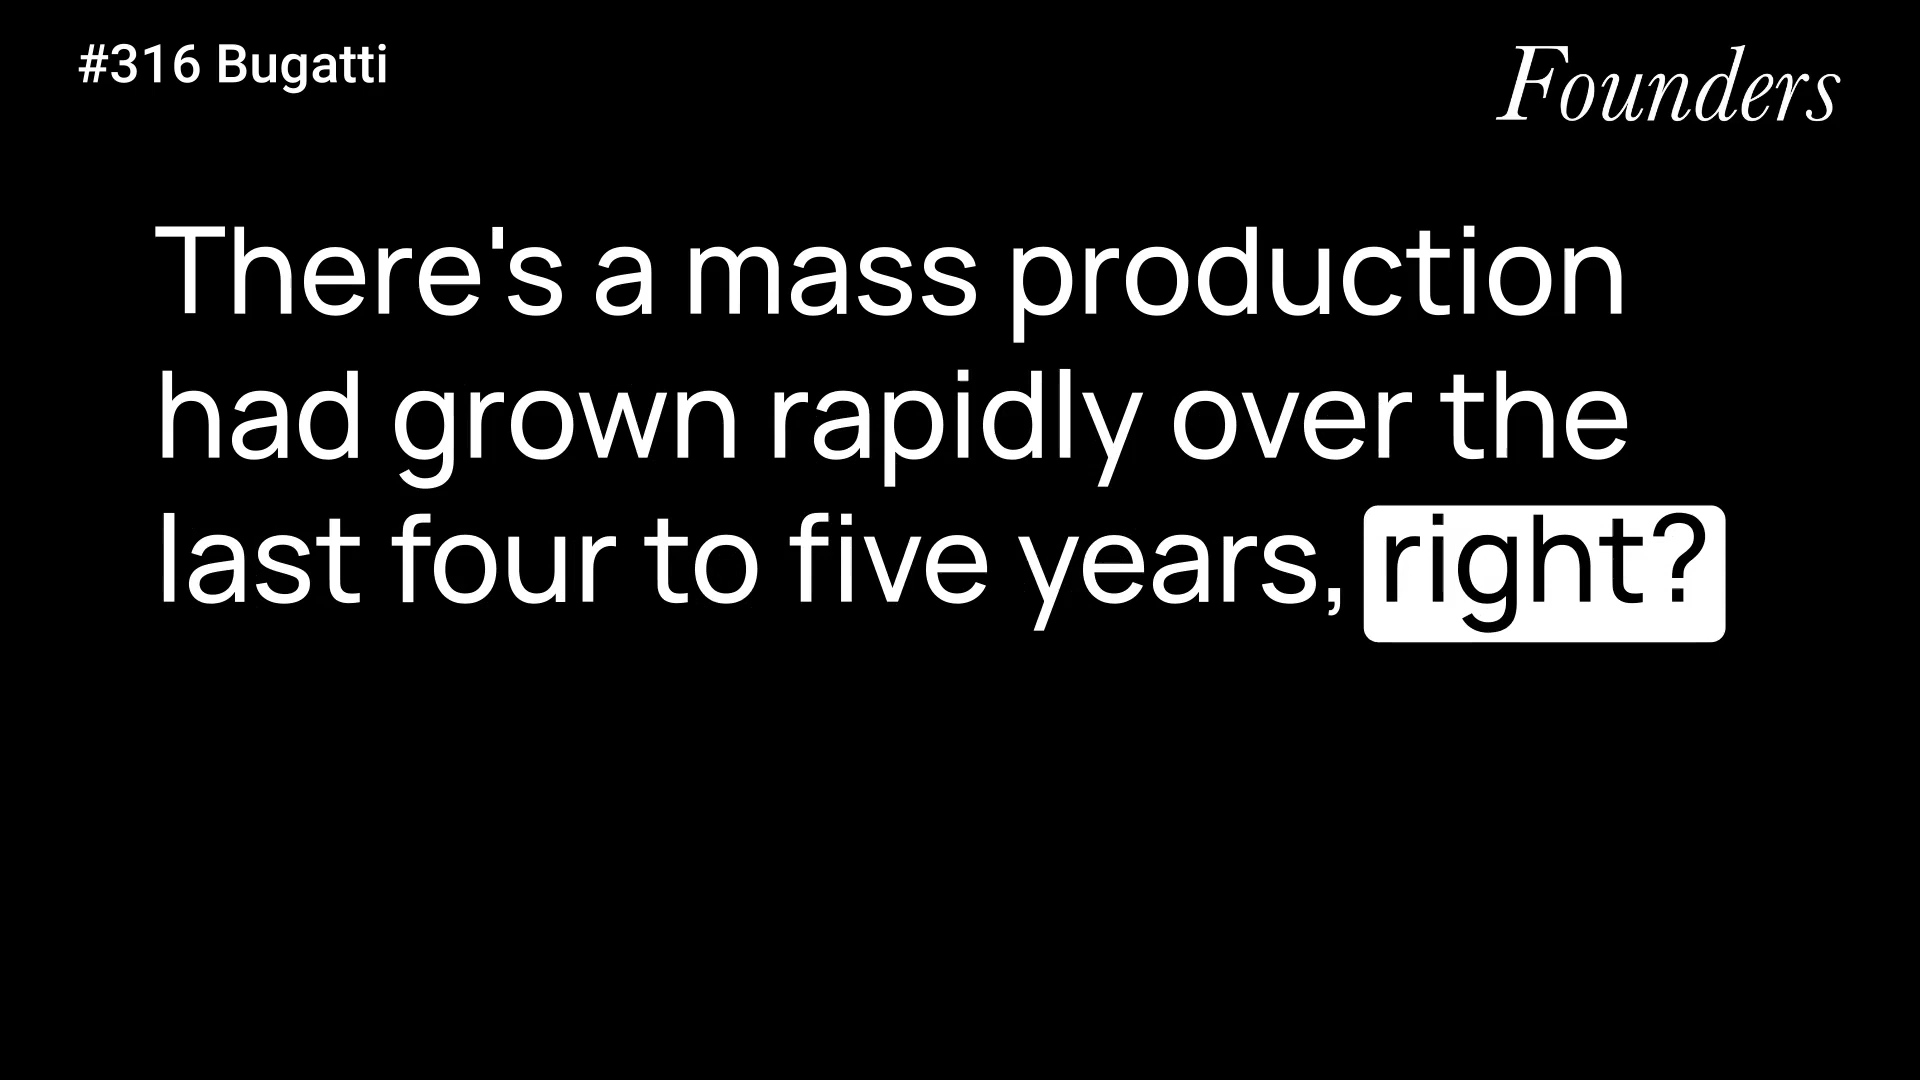 #316 Bugatti
Founders
There's a mass production
had grown rapidly over the
last four to five years, right?